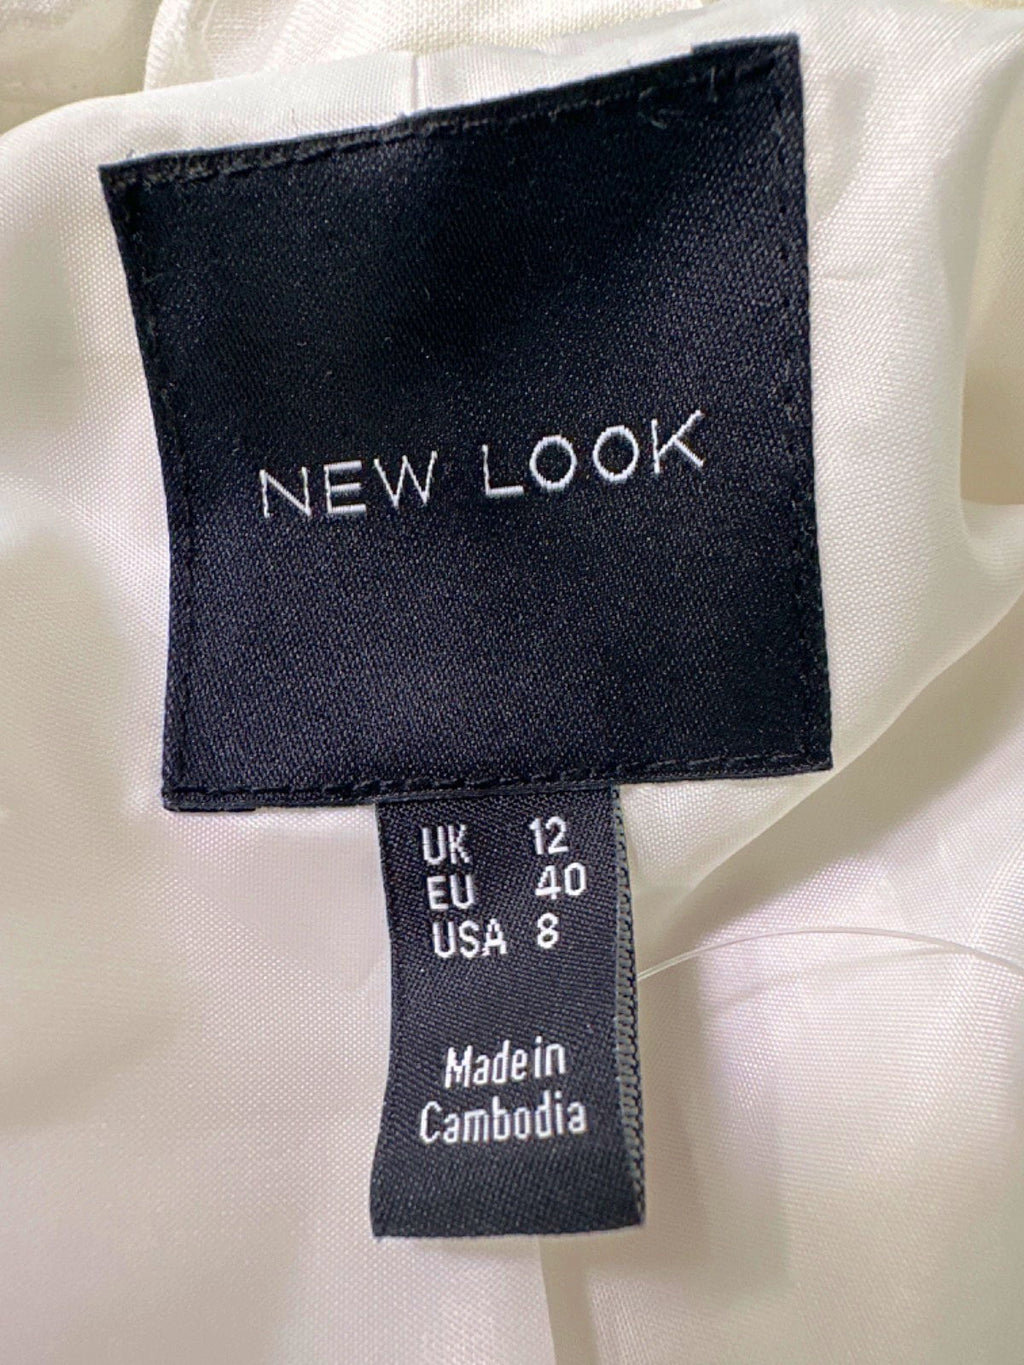 NEW LOOK
UK 12
EU 40
USA 8
Made in
Cambodia